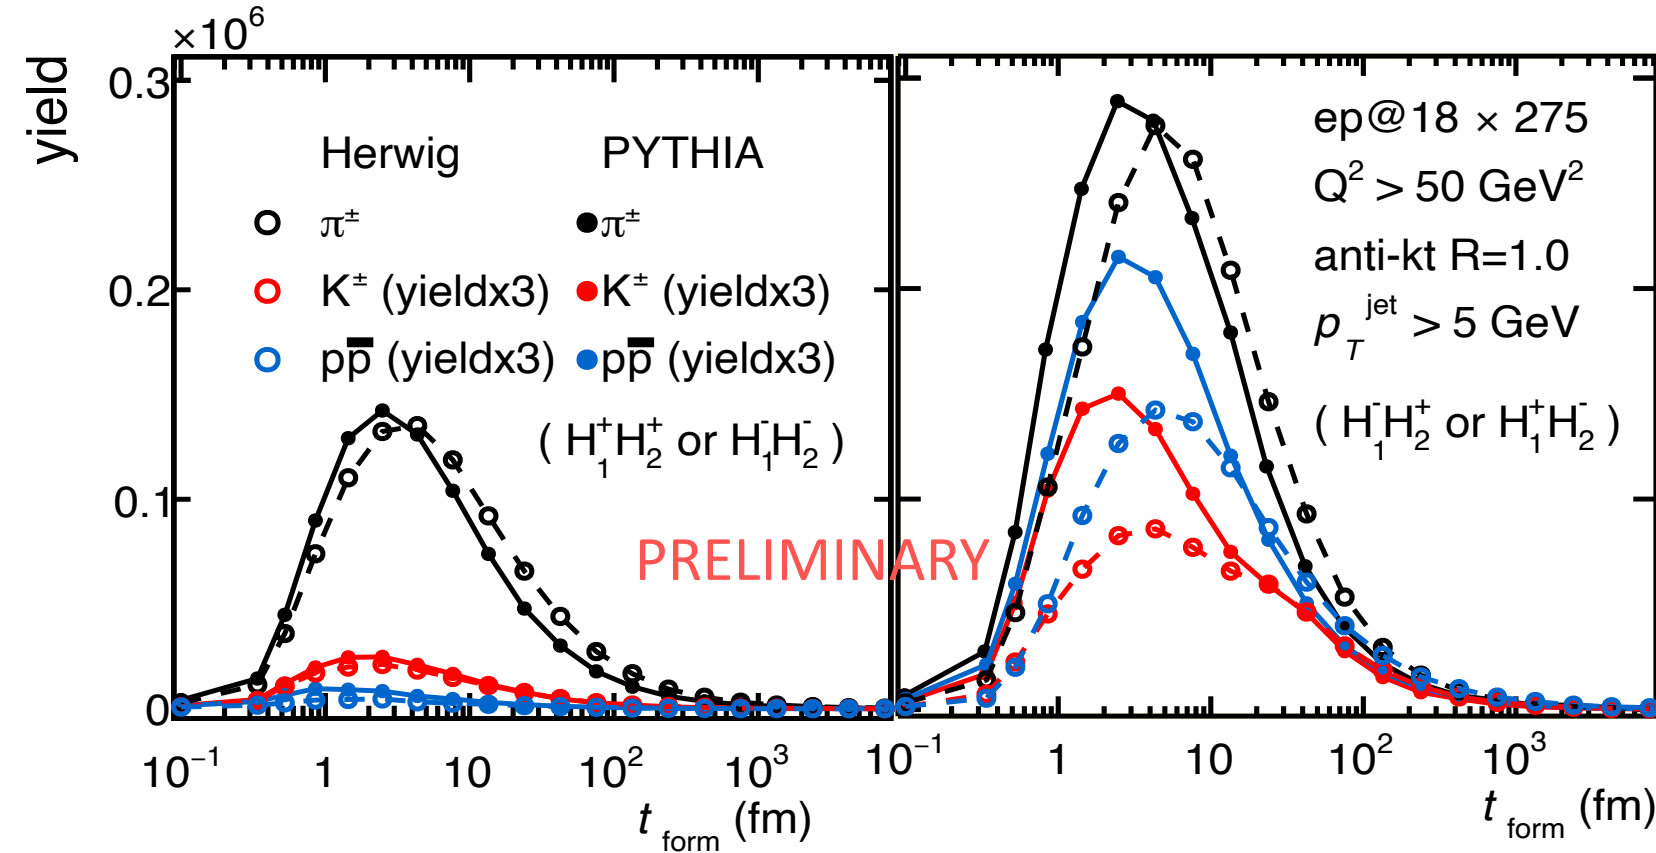 ×10⁶
yield
0.3
0.2
0.1
0
Herwig PYTHIA
π± π±
K± (yieldx3) K± (yieldx3)
pp̅ (yieldx3) pp̅ (yieldx3)
( H₁⁺H₂⁺ or H₁⁻H₂⁻ )
ep@18 × 275
Q² > 50 GeV²
anti-kt R=1.0
p_T^jet > 5 GeV
( H₁⁻H₂⁺ or H₁⁺H₂⁻ )
PRELIMINARY
10⁻¹ 1 10 10² 10³ 10⁻¹ 1 10 10² 10³
t_form (fm) t_form (fm)